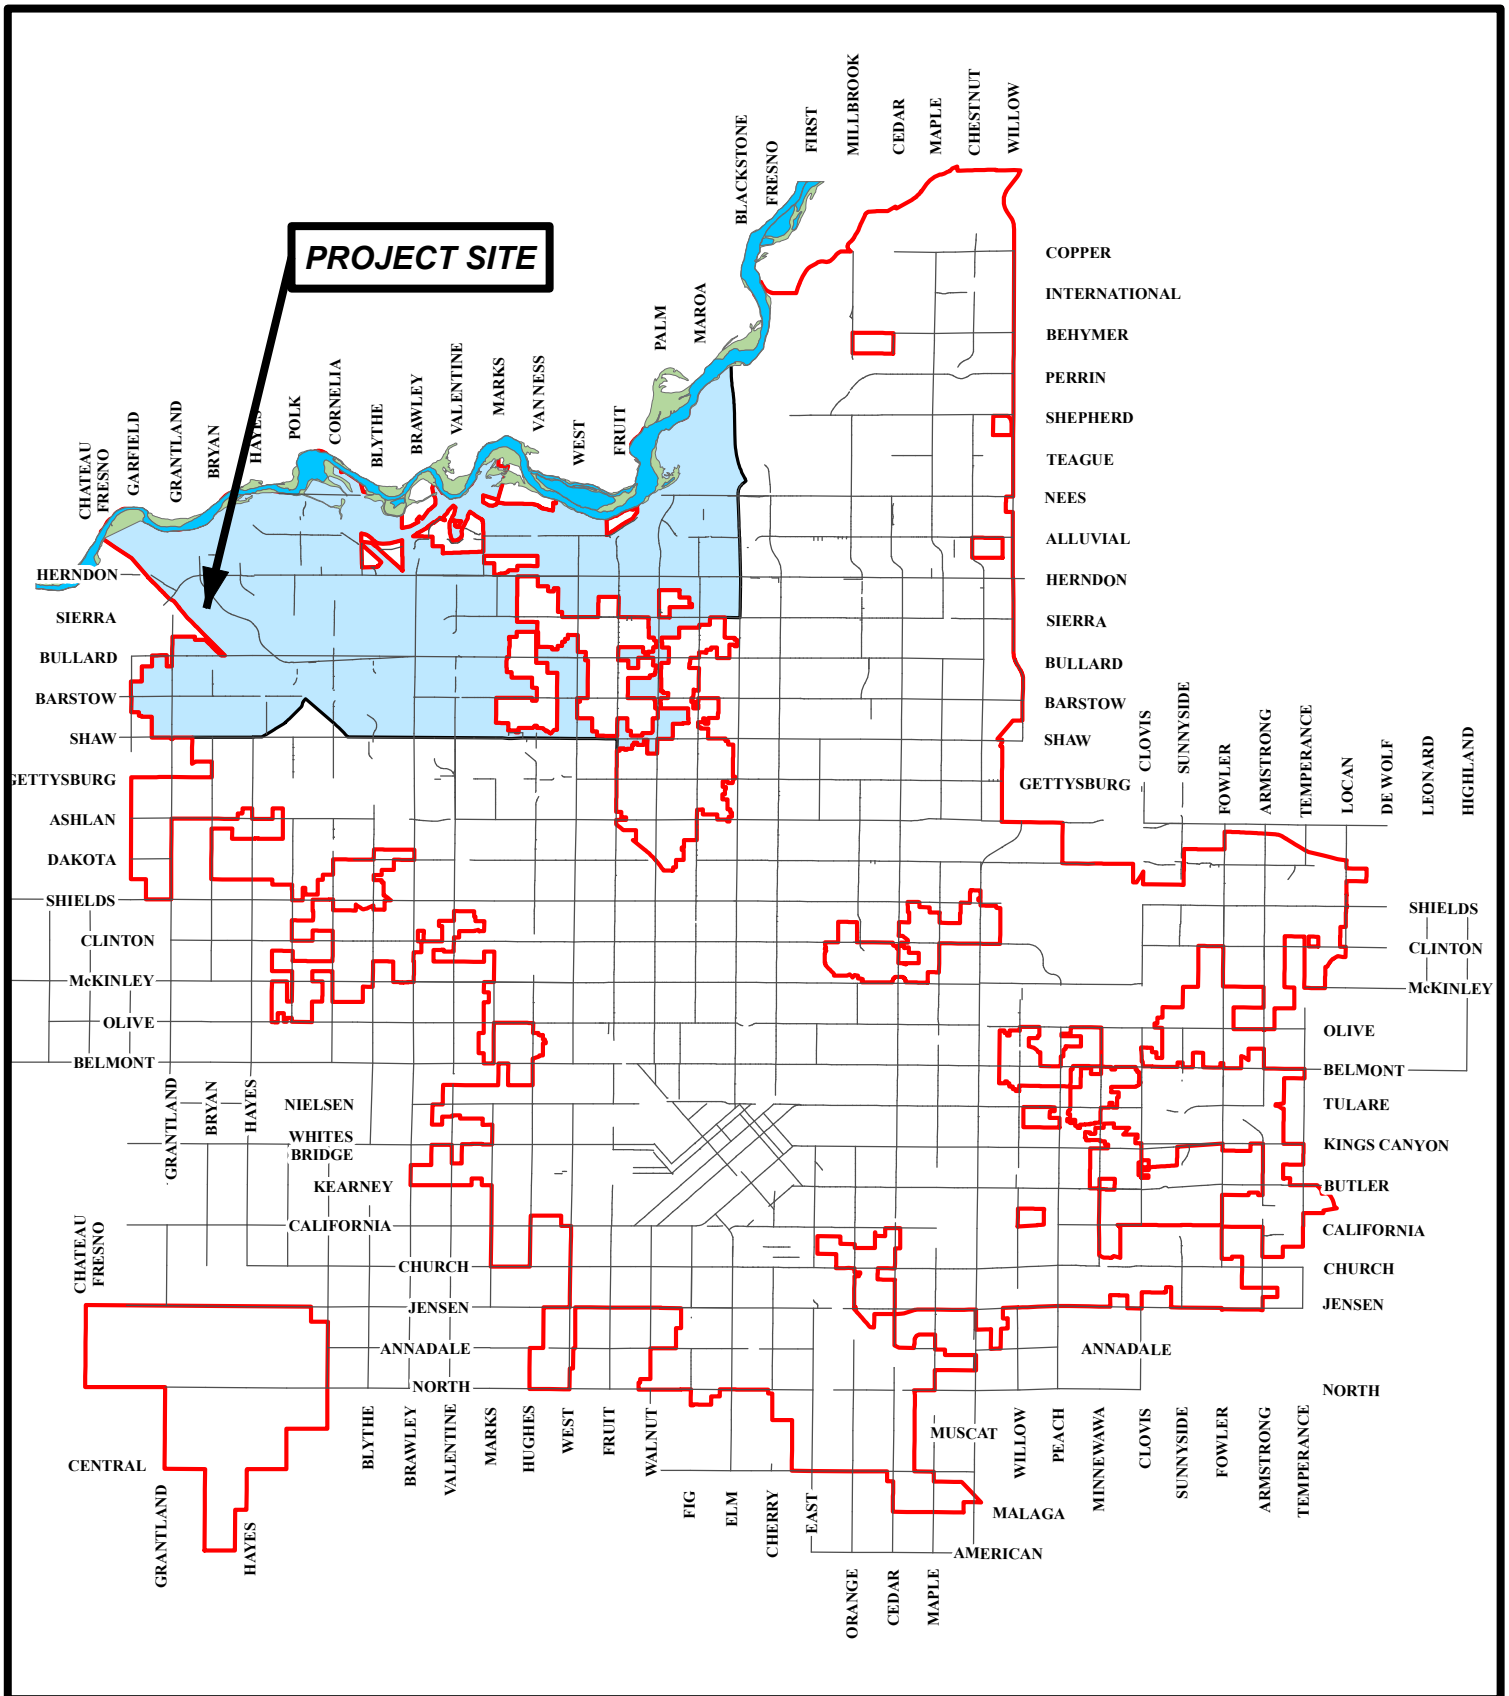 BLACKSTONE
FRESNO
FIRST
MILLBROOK
CEDAR
MAPLE
CHESTNUT
WILLOW
PROJECT SITE
CHATEAU
FRESNO
GARFIELD
GRANTLAND
BRYAN
HAYES
POLK
CORNELIA
BLYTHE
BRAWLEY
VALENTINE
MARKS
VAN NESS
WEST
FRUIT
PALM
MAROA
COPPER
INTERNATIONAL
BEHYMER
PERRIN
SHEPHERD
TEAGUE
NEES
ALLUVIAL
HERNDON
SIERRA
BULLARD
BARSTOW
SHAW
GETTYSBURG
HERNDON
SIERRA
BULLARD
BARSTOW
SHAW
GETTYSBURG
ASHLAN
DAKOTA
SHIELDS
CLINTON
McKINLEY
OLIVE
BELMONT
CLOVIS
SUNNYSIDE
FOWLER
ARMSTRONG
TEMPERANCE
LOCAN
DE WOLF
LEONARD
HIGHLAND
SHIELDS
CLINTON
McKINLEY
OLIVE
BELMONT
TULARE
KINGS CANYON
BUTLER
CALIFORNIA
CHURCH
JENSEN
ANNADALE
NORTH
GRANTLAND
BRYAN
HAYES
NIELSEN
WHITES
BRIDGE
KEARNEY
CALIFORNIA
CHURCH
JENSEN
ANNADALE
NORTH
CHATEAU
FRESNO
CENTRAL
GRANTLAND
HAYES
BLYTHE
BRAWLEY
VALENTINE
MARKS
HUGHES
WEST
FRUIT
WALNUT
FIG
ELM
CHERRY
EAST
ORANGE
CEDAR
MAPLE
MUSCAT
MALAGA
AMERICAN
WILLOW
PEACH
MINNEWAWA
CLOVIS
SUNNYSIDE
FOWLER
ARMSTRONG
TEMPERANCE